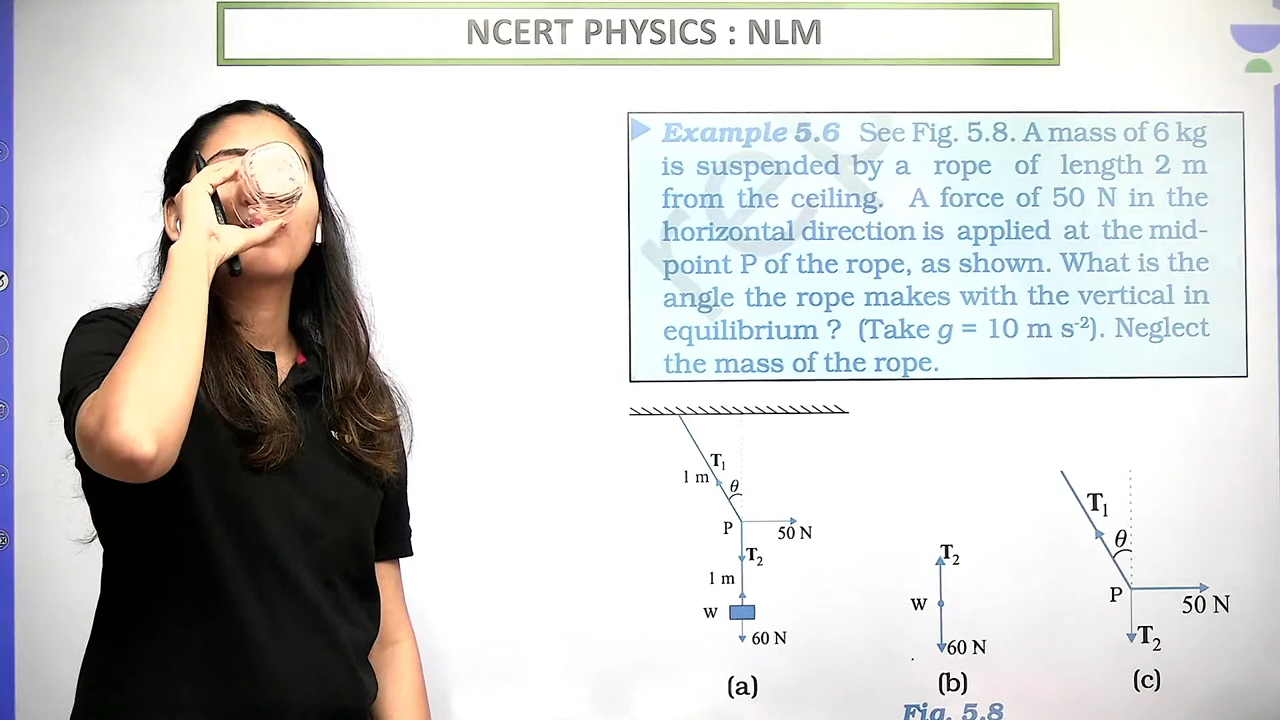 NCERT PHYSICS : NLM
Example 5.6 See Fig. 5.8. A mass of 6 kg
is suspended by a rope of length 2 m
from the ceiling. A force of 50 N in the
horizontal direction is applied at the mid-
point P of the rope, as shown. What is the
angle the rope makes with the vertical in
equilibrium ? (Take g = 10 m s⁻²). Neglect
the mass of the rope.
T₁
1 m
θ
P
50 N
T₂
1 m
W
60 N
(a)
T₂
W
60 N
(b)
T₁
θ
P
50 N
T₂
(c)
Fig. 5.8